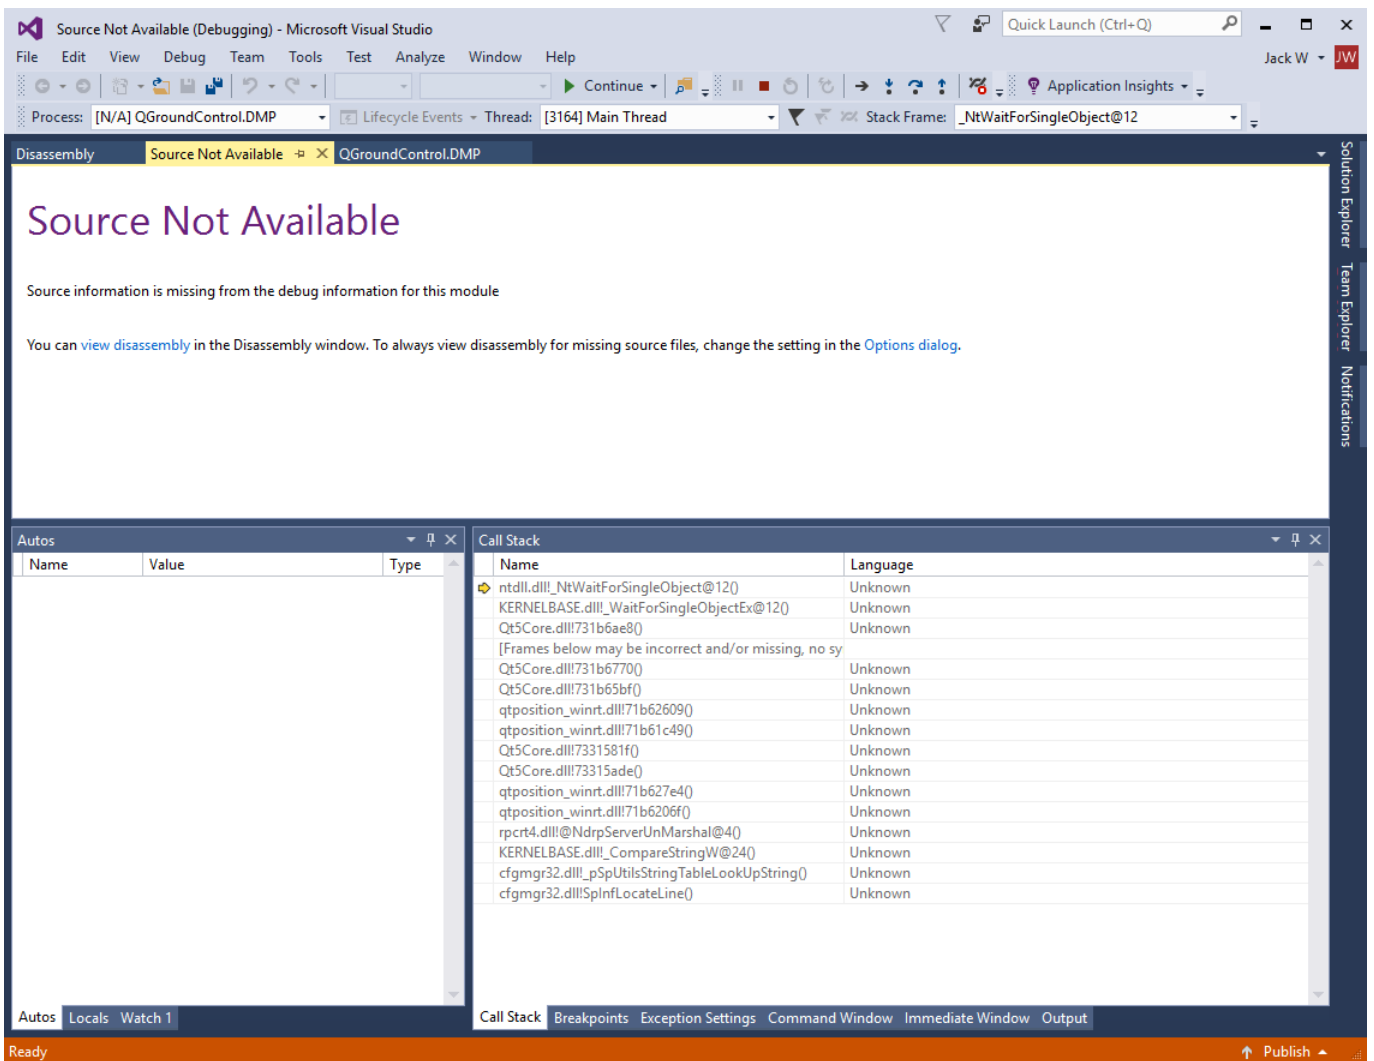 Source Not Available (Debugging) - Microsoft Visual Studio
Quick Launch (Ctrl+Q)
File Edit View Debug Team Tools Test Analyze Window Help
Jack W JW
Continue Application Insights
Process: [N/A] QGroundControl.DMP Lifecycle Events Thread: [3164] Main Thread Stack Frame: _NtWaitForSingleObject@12
Disassembly Source Not Available QGroundControl.DMP
Solution Explorer
Team Explorer
Notifications
Source Not Available
Source information is missing from the debug information for this module
You can view disassembly in the Disassembly window. To always view disassembly for missing source files, change the setting in the Options dialog.
Autos
Name Value Type
Autos Locals Watch 1
Call Stack
Name Language
ntdll.dll!_NtWaitForSingleObject@12() Unknown
KERNELBASE.dll!_WaitForSingleObjectEx@12() Unknown
Qt5Core.dll!731b6ae8() Unknown
[Frames below may be incorrect and/or missing, no sy
Qt5Core.dll!731b6770() Unknown
Qt5Core.dll!731b65bf() Unknown
qtposition_winrt.dll!71b62609() Unknown
qtposition_winrt.dll!71b61c49() Unknown
Qt5Core.dll!7331581f() Unknown
Qt5Core.dll!73315ade() Unknown
qtposition_winrt.dll!71b627e4() Unknown
qtposition_winrt.dll!71b6206f() Unknown
rpcrt4.dll!@NdrpServerUnMarshal@4() Unknown
KERNELBASE.dll!_CompareStringW@24() Unknown
cfgmgr32.dll!_pSpUtilsStringTableLookUpString() Unknown
cfgmgr32.dll!SpInfLocateLine() Unknown
Call Stack Breakpoints Exception Settings Command Window Immediate Window Output
Ready
Publish